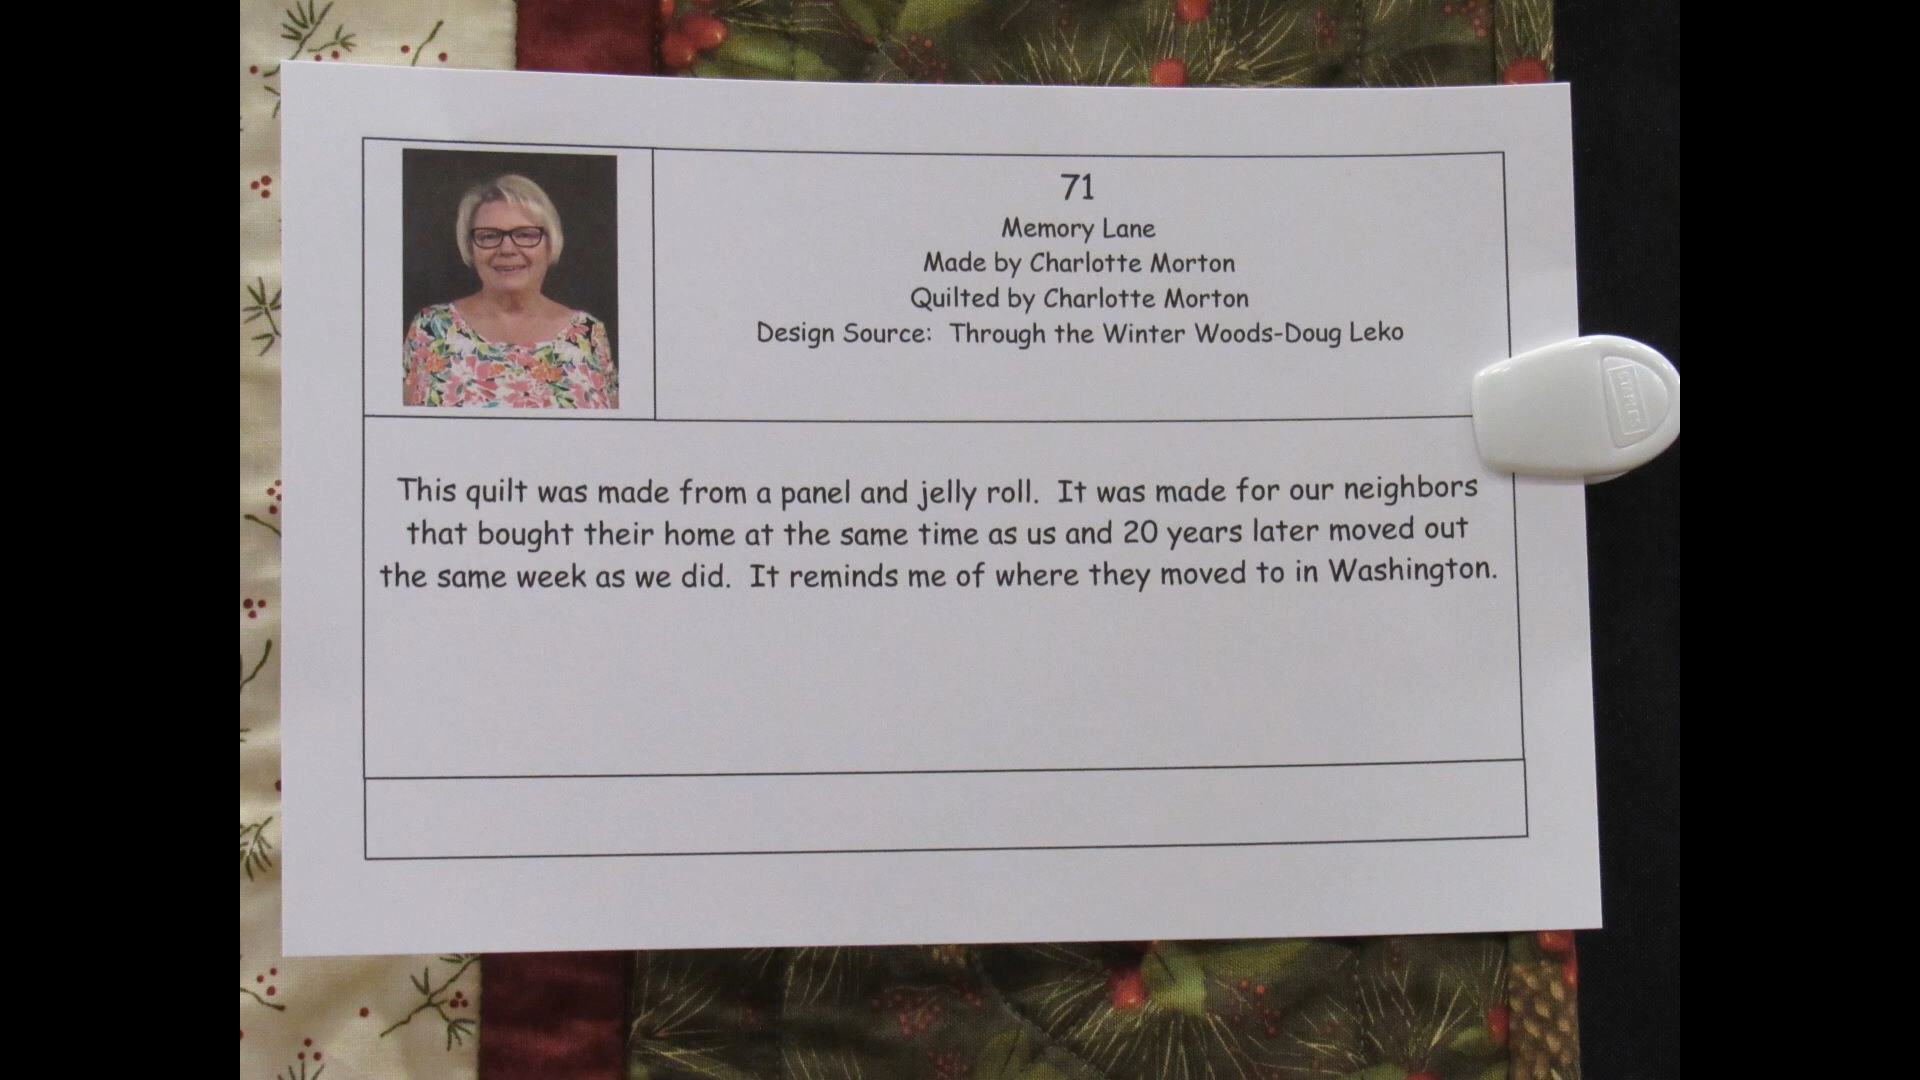 71
Memory Lane
Made by Charlotte Morton
Quilted by Charlotte Morton
Design Source:  Through the Winter Woods-Doug Leko
This quilt was made from a panel and jelly roll.  It was made for our neighbors
that bought their home at the same time as us and 20 years later moved out
the same week as we did.  It reminds me of where they moved to in Washington.
STAPLES